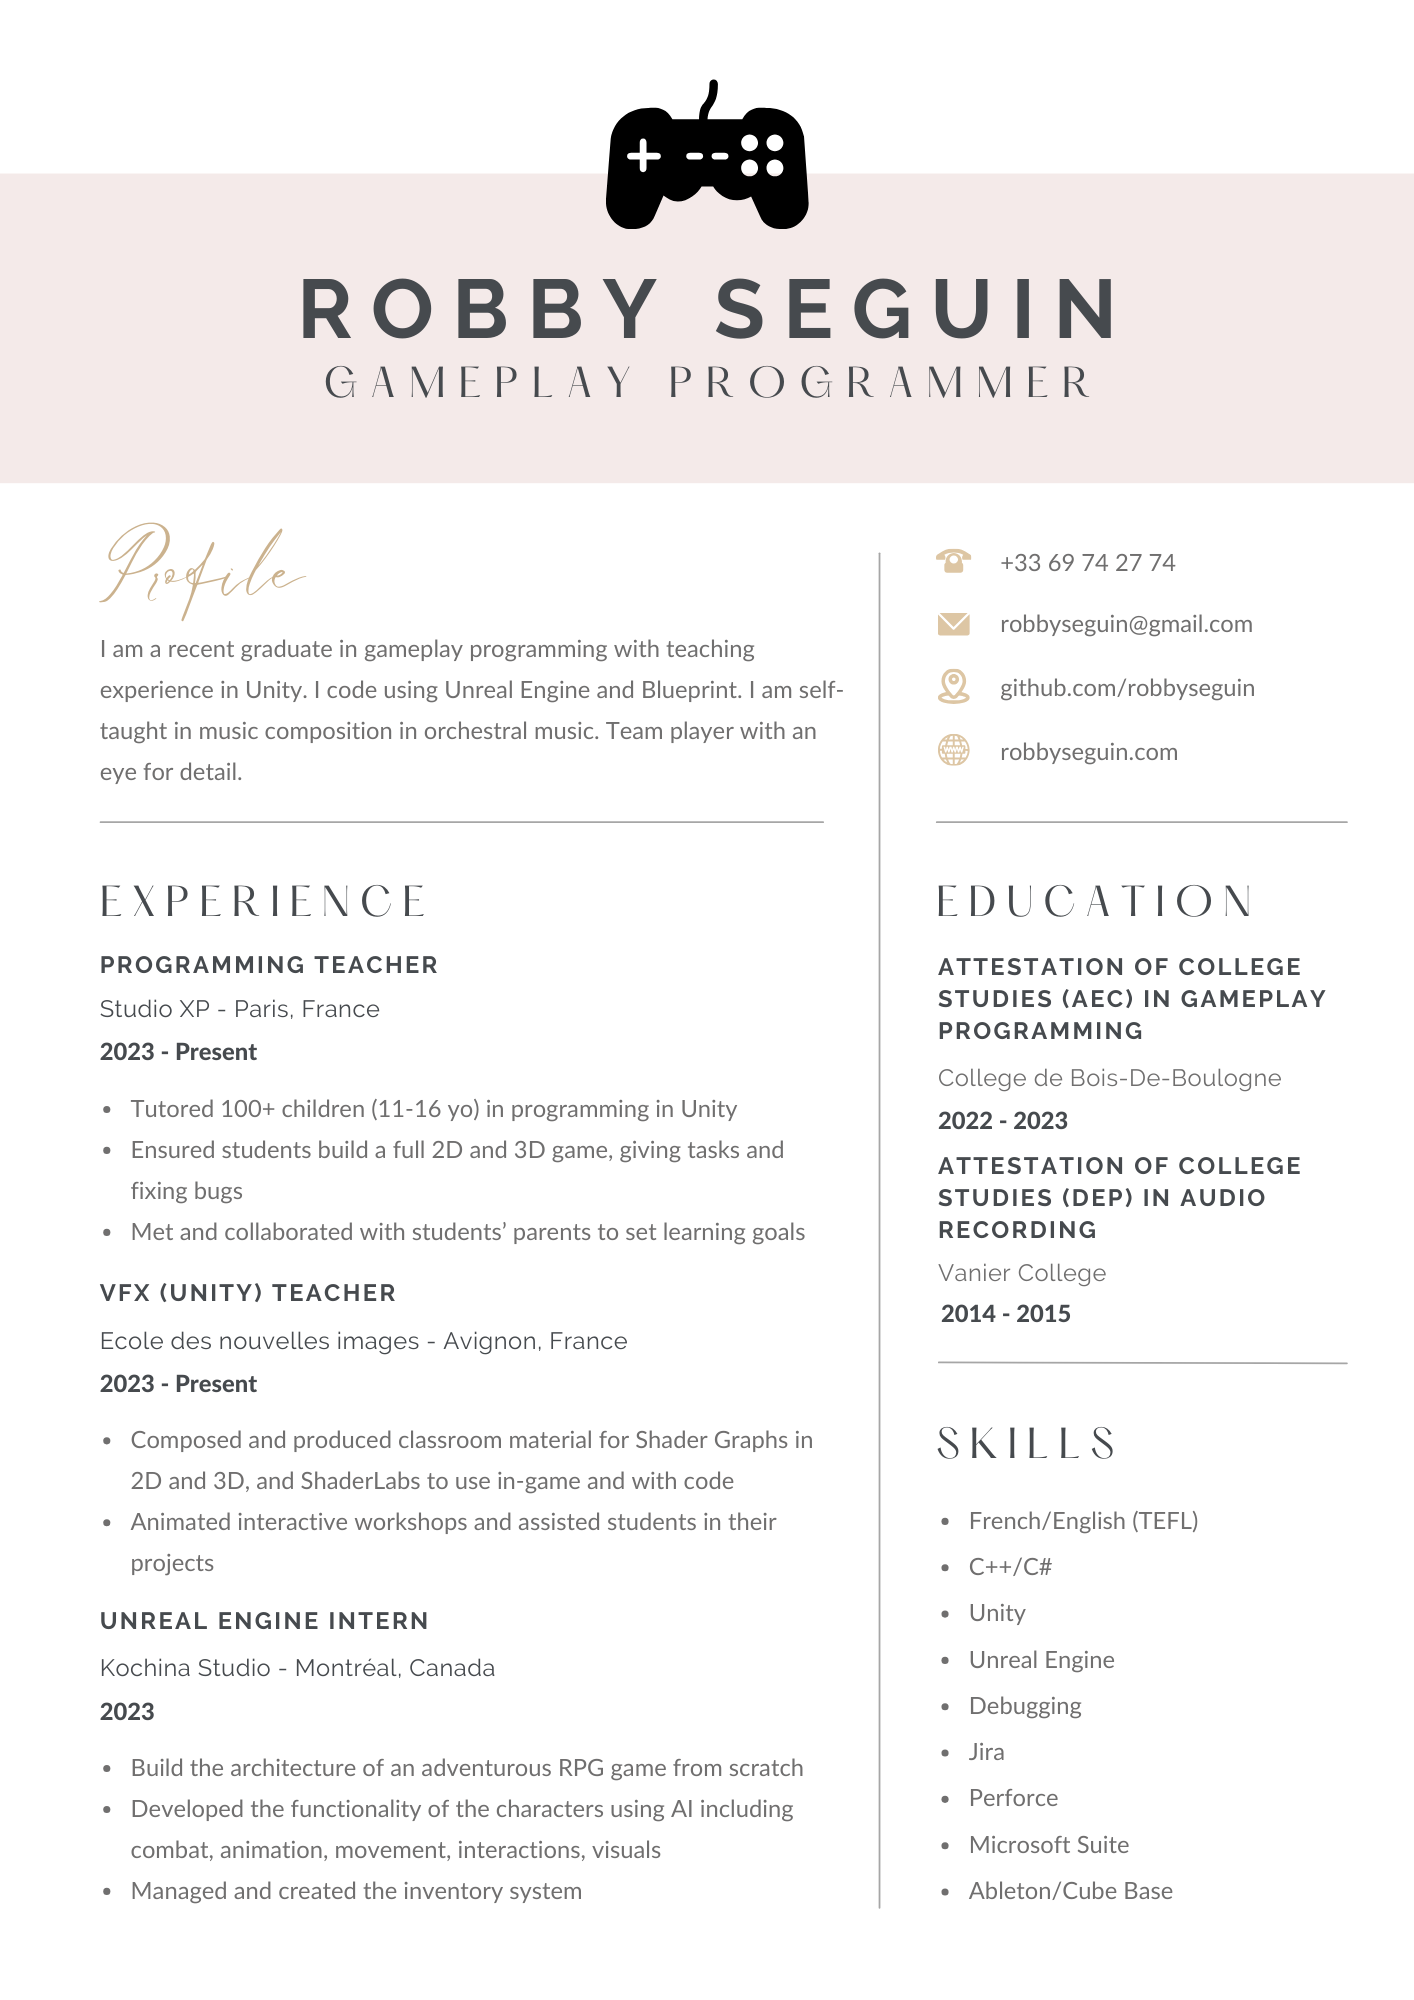 ROBBY SEGUIN
GAMEPLAY PROGRAMMER
Profile
I am a recent graduate in gameplay programming with teaching
experience in Unity. I code using Unreal Engine and Blueprint. I am self-
taught in music composition in orchestral music. Team player with an
eye for detail.
+33 69 74 27 74
robbyseguin@gmail.com
github.com/robbyseguin
robbyseguin.com
EXPERIENCE
PROGRAMMING TEACHER
Studio XP - Paris, France
2023 - Present
• Tutored 100+ children (11-16 yo) in programming in Unity
• Ensured students build a full 2D and 3D game, giving tasks and
fixing bugs
• Met and collaborated with students’ parents to set learning goals
VFX (UNITY) TEACHER
Ecole des nouvelles images - Avignon, France
2023 - Present
• Composed and produced classroom material for Shader Graphs in
2D and 3D, and ShaderLabs to use in-game and with code
• Animated interactive workshops and assisted students in their
projects
UNREAL ENGINE INTERN
Kochina Studio - Montréal, Canada
2023
• Build the architecture of an adventurous RPG game from scratch
• Developed the functionality of the characters using AI including
combat, animation, movement, interactions, visuals
• Managed and created the inventory system
EDUCATION
ATTESTATION OF COLLEGE
STUDIES (AEC) IN GAMEPLAY
PROGRAMMING
College de Bois-De-Boulogne
2022 - 2023
ATTESTATION OF COLLEGE
STUDIES (DEP) IN AUDIO
RECORDING
Vanier College
2014 - 2015
SKILLS
• French/English (TEFL)
• C++/C#
• Unity
• Unreal Engine
• Debugging
• Jira
• Perforce
• Microsoft Suite
• Ableton/Cube Base